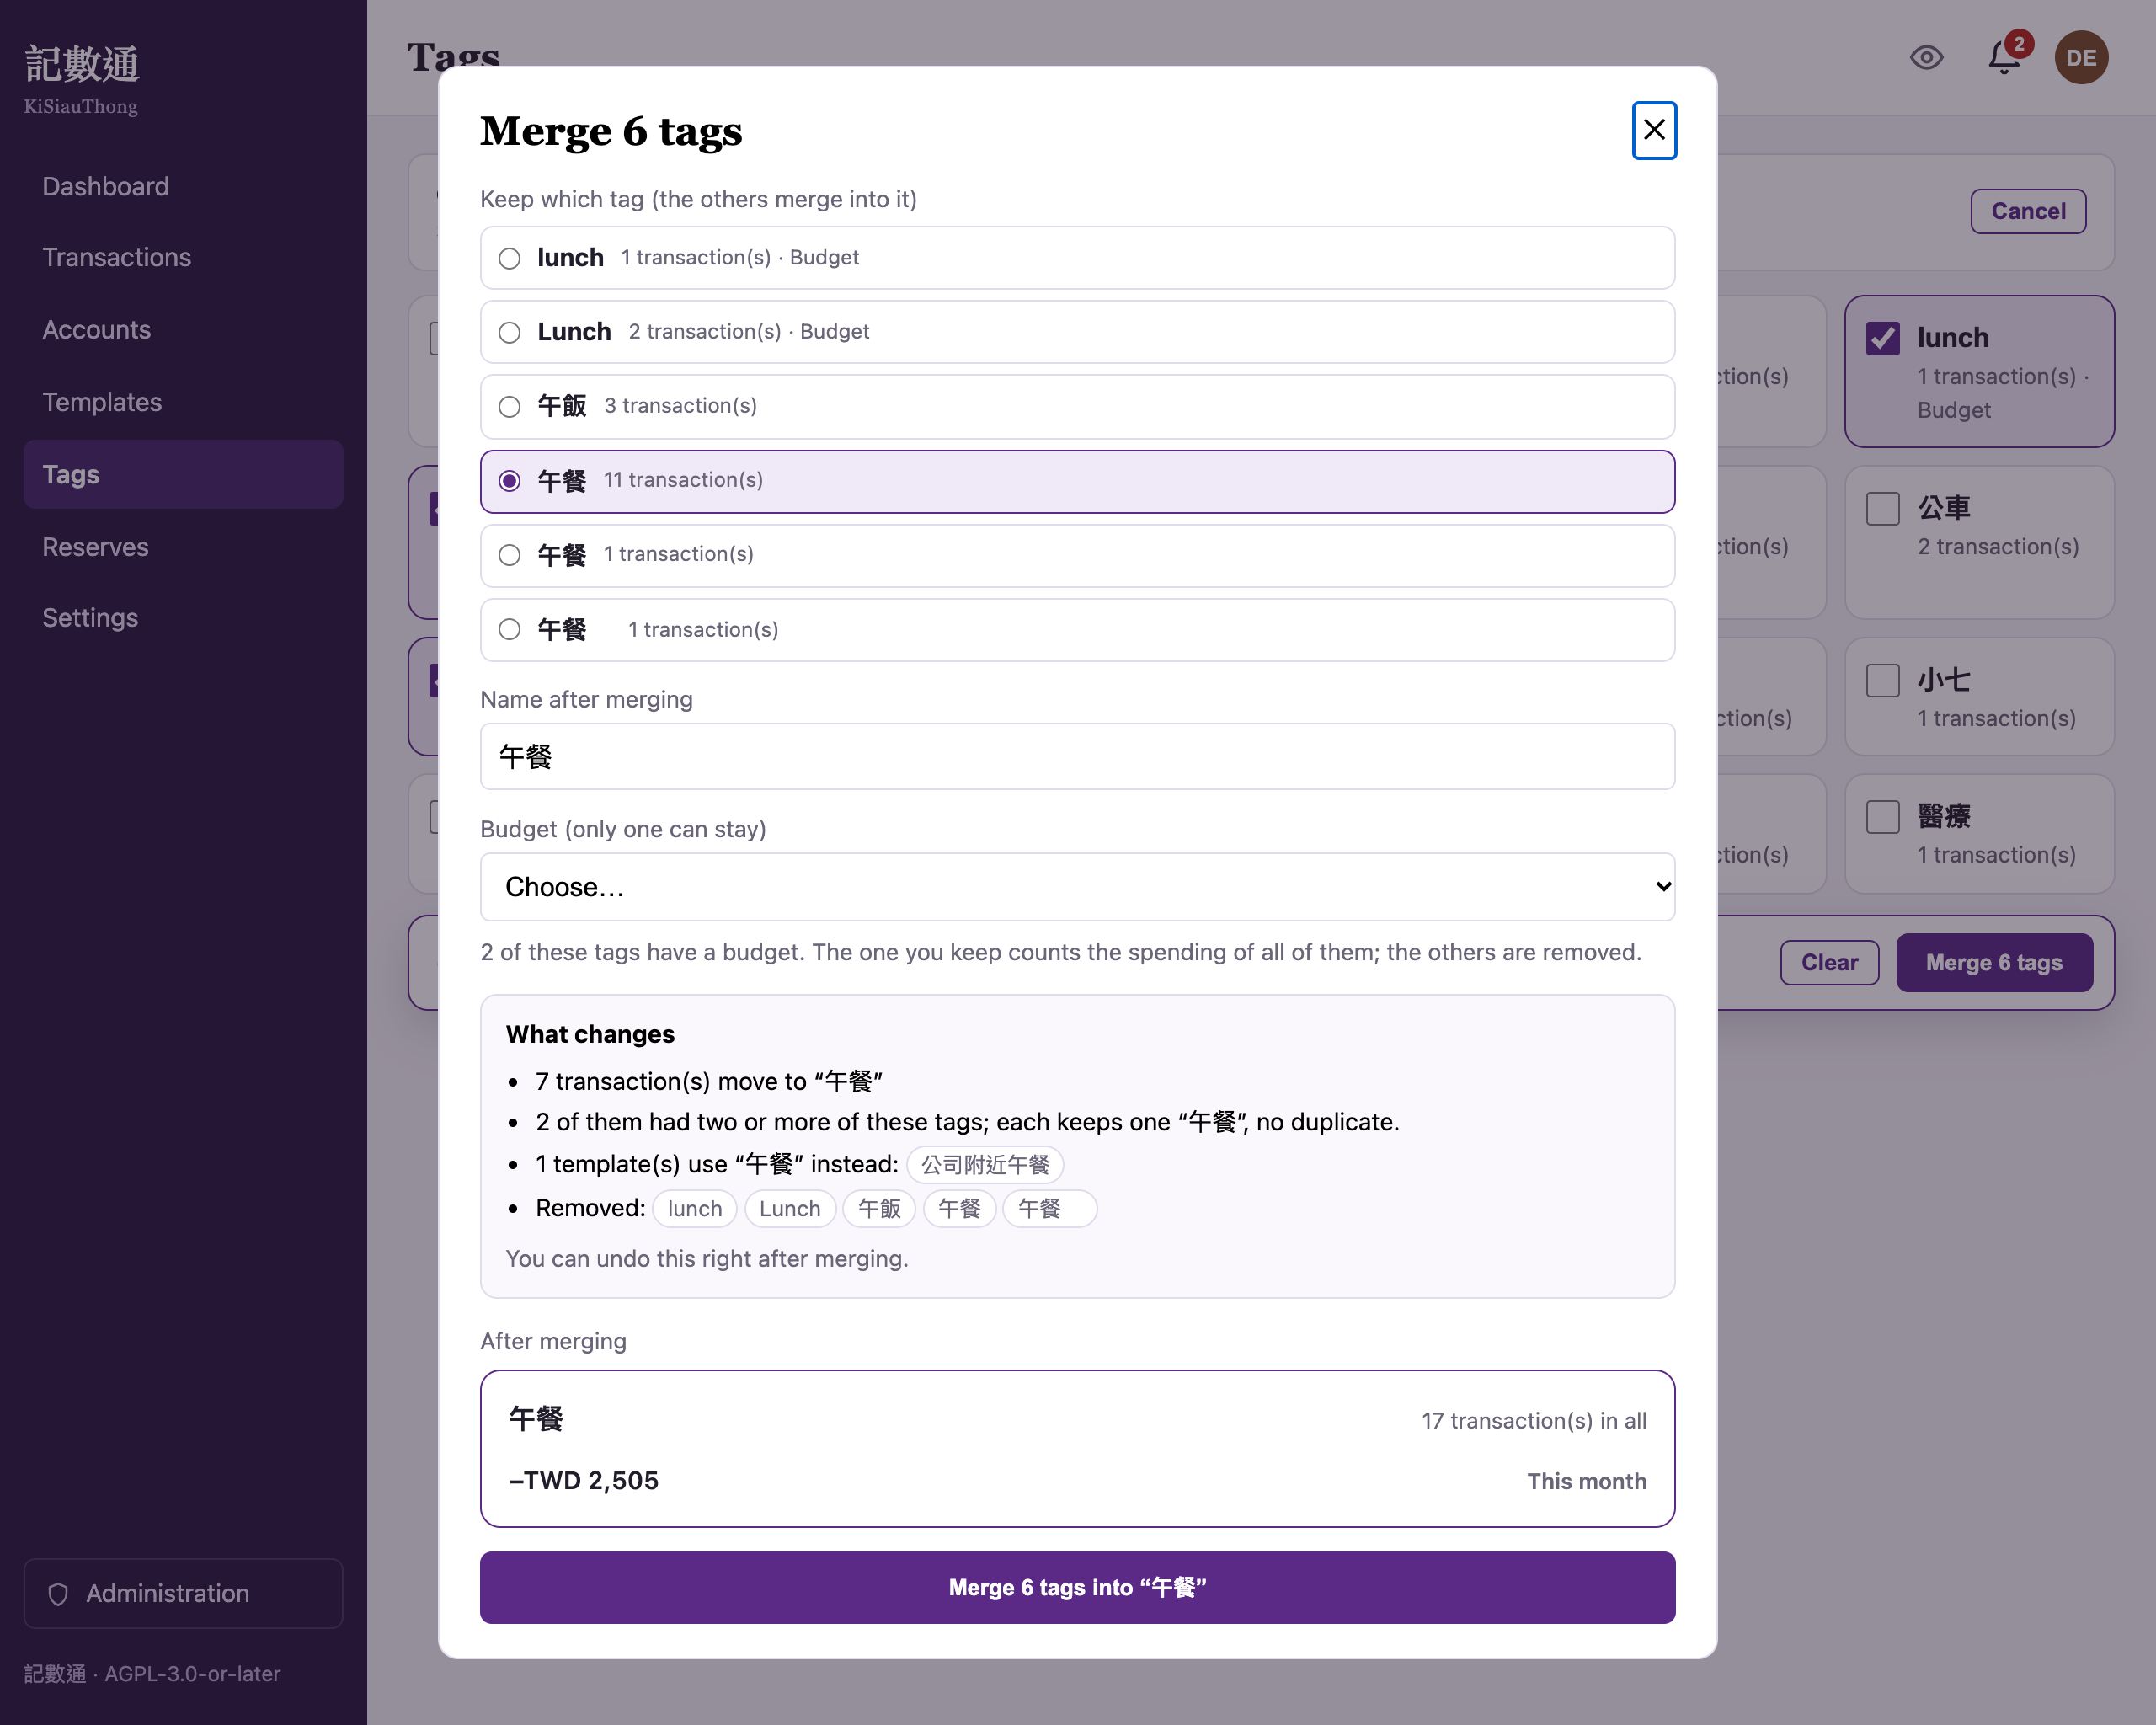 記數通
KiSiauThong
Dashboard
Transactions
Accounts
Templates
Tags
Reserves
Settings
Administration
記數通 · AGPL-3.0-or-later
Tags
2
DE
Cancel
lunch
1 transaction(s) ·
Budget
公車
2 transaction(s)
小七
1 transaction(s)
醫療
1 transaction(s)
Clear
Merge 6 tags
Merge 6 tags
Keep which tag (the others merge into it)
lunch 1 transaction(s) · Budget
Lunch 2 transaction(s) · Budget
午飯 3 transaction(s)
午餐 11 transaction(s)
午餐 1 transaction(s)
午餐 1 transaction(s)
Name after merging
午餐
Budget (only one can stay)
Choose…
2 of these tags have a budget. The one you keep counts the spending of all of them; the others are removed.
What changes
• 7 transaction(s) move to “午餐”
• 2 of them had two or more of these tags; each keeps one “午餐”, no duplicate.
• 1 template(s) use “午餐” instead: 公司附近午餐
• Removed: lunch Lunch 午飯 午餐 午餐
You can undo this right after merging.
After merging
午餐 17 transaction(s) in all
–TWD 2,505 This month
Merge 6 tags into “午餐”